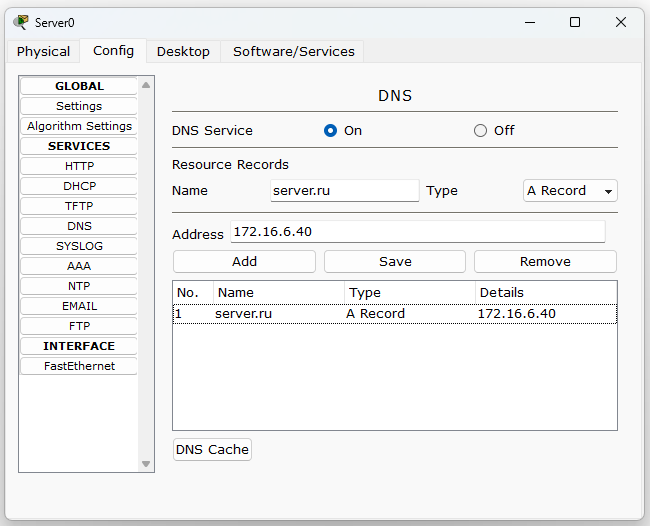 Server0
Physical Config Desktop Software/Services
GLOBAL
Settings
Algorithm Settings
SERVICES
HTTP
DHCP
TFTP
DNS
SYSLOG
AAA
NTP
EMAIL
FTP
INTERFACE
FastEthernet
DNS
DNS Service On Off
Resource Records
Name server.ru Type A Record
Address 172.16.6.40
Add Save Remove
No. Name Type Details
1 server.ru A Record 172.16.6.40
DNS Cache